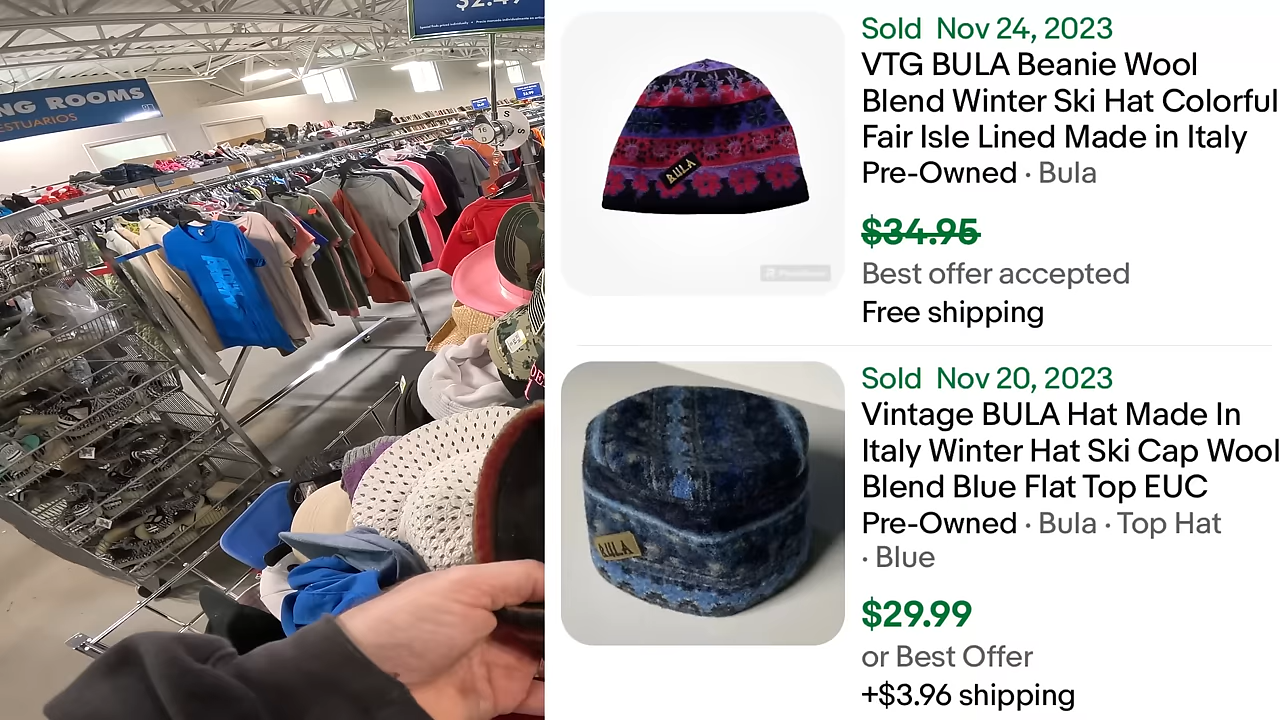 $2.49
NG ROOMS
ESTUARIOS
Sold Nov 24, 2023
VTG BULA Beanie Wool
Blend Winter Ski Hat Colorful
Fair Isle Lined Made in Italy
Pre-Owned · Bula
$34.95
Best offer accepted
Free shipping
BULA
Sold Nov 20, 2023
Vintage BULA Hat Made In
Italy Winter Hat Ski Cap Wool
Blend Blue Flat Top EUC
Pre-Owned · Bula · Top Hat
· Blue
$29.99
or Best Offer
+$3.96 shipping
BULA